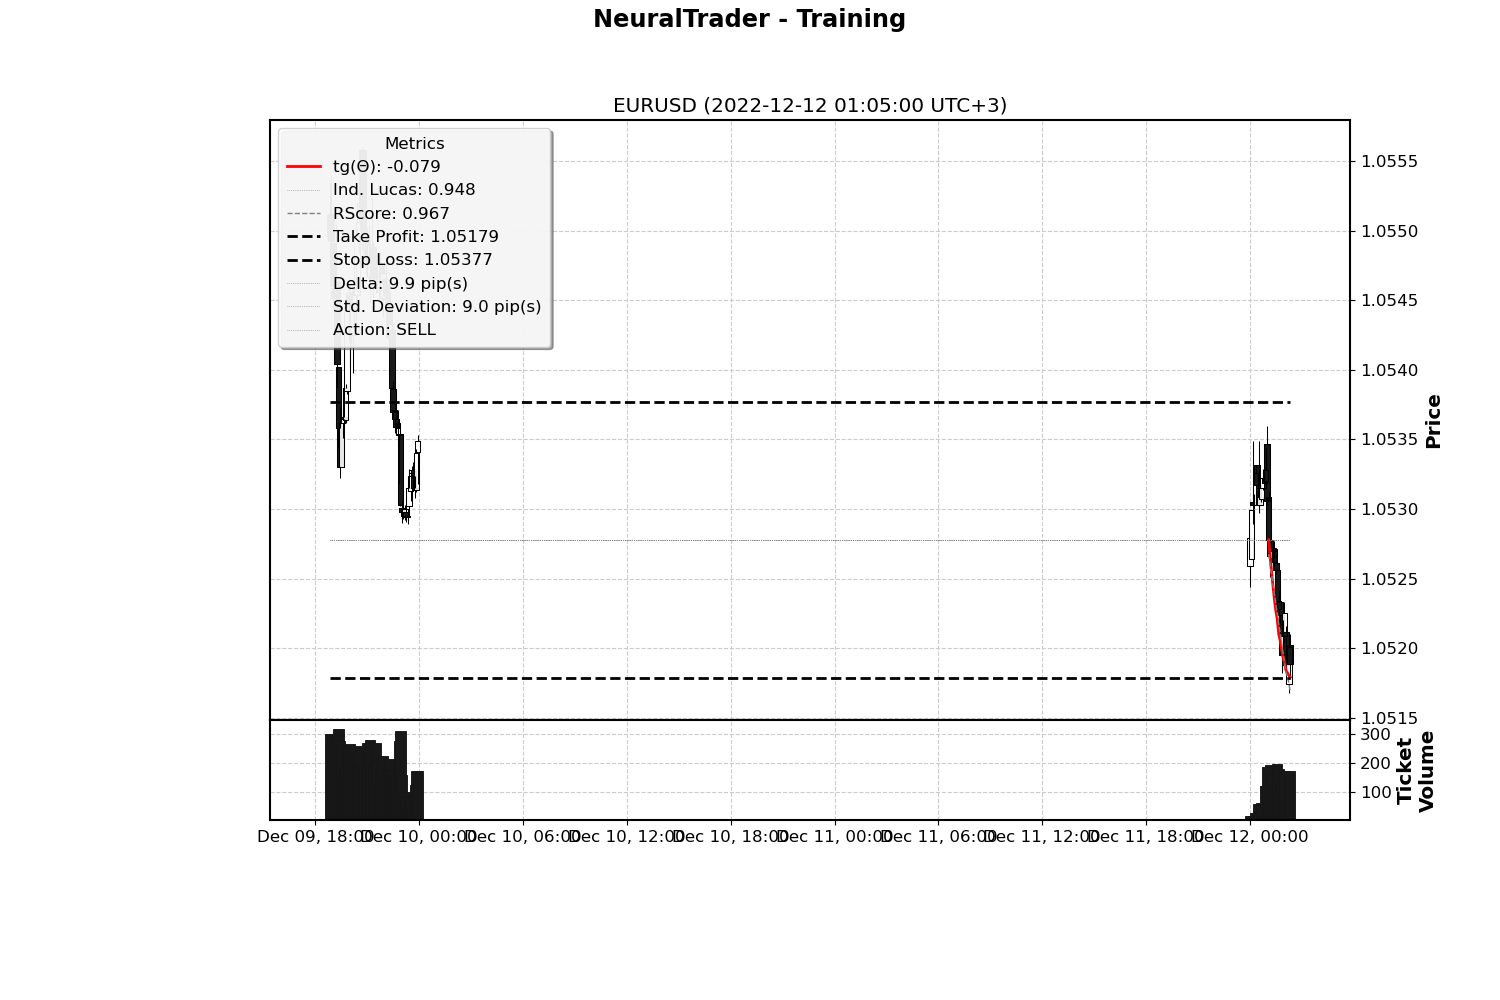 NeuralTrader - Training
EURUSD (2022-12-12 01:05:00 UTC+3)
Metrics
tg(Θ): -0.079
Ind. Lucas: 0.948
RScore: 0.967
Take Profit: 1.05179
Stop Loss: 1.05377
Delta: 9.9 pip(s)
Std. Deviation: 9.0 pip(s)
Action: SELL
1.0555
1.0550
1.0545
1.0540
1.0535
1.0530
1.0525
1.0520
1.0515
Price
300
200
100
Ticket
Volume
Dec 09, 18:00
Dec 10, 00:00
Dec 10, 06:00
Dec 10, 12:00
Dec 10, 18:00
Dec 11, 00:00
Dec 11, 06:00
Dec 11, 12:00
Dec 11, 18:00
Dec 12, 00:00